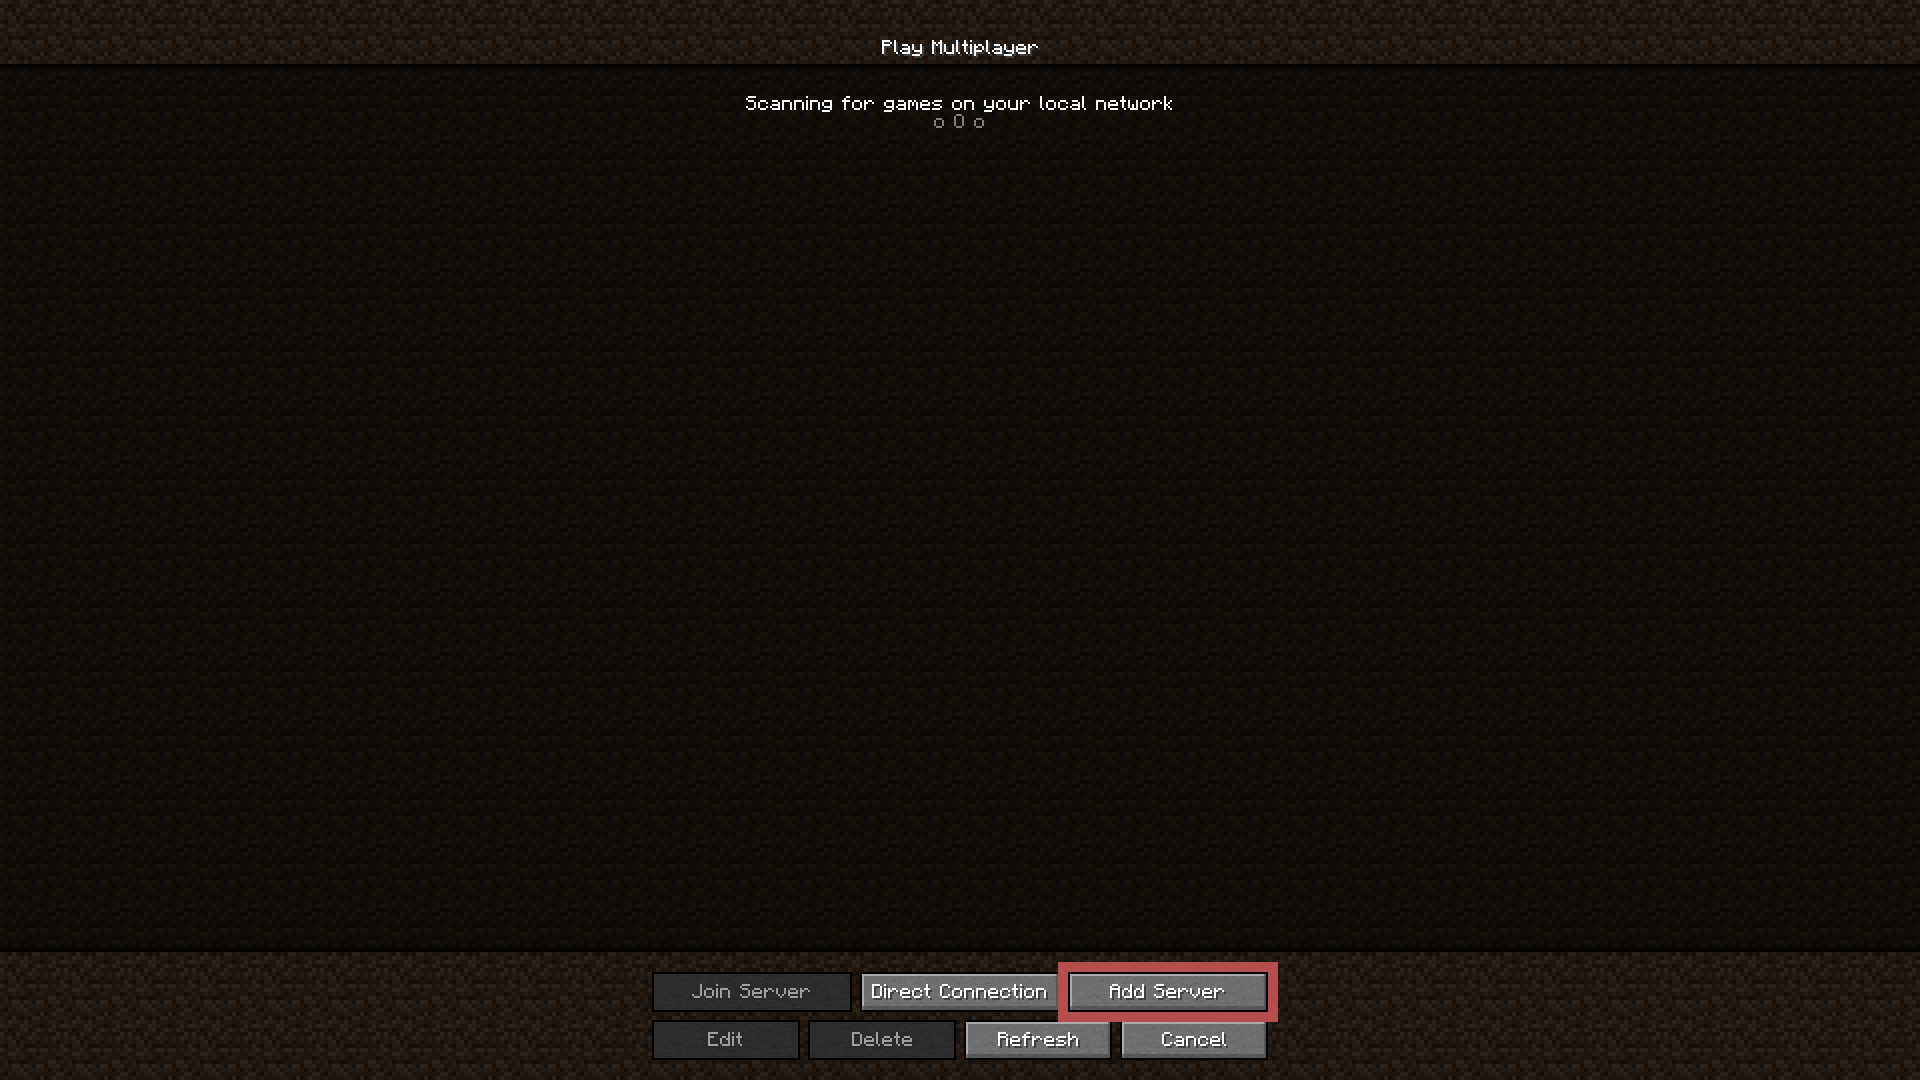 Play Multiplayer
Scanning for games on your local network
o O o
Join Server
Direct Connection
Add Server
Edit
Delete
Refresh
Cancel